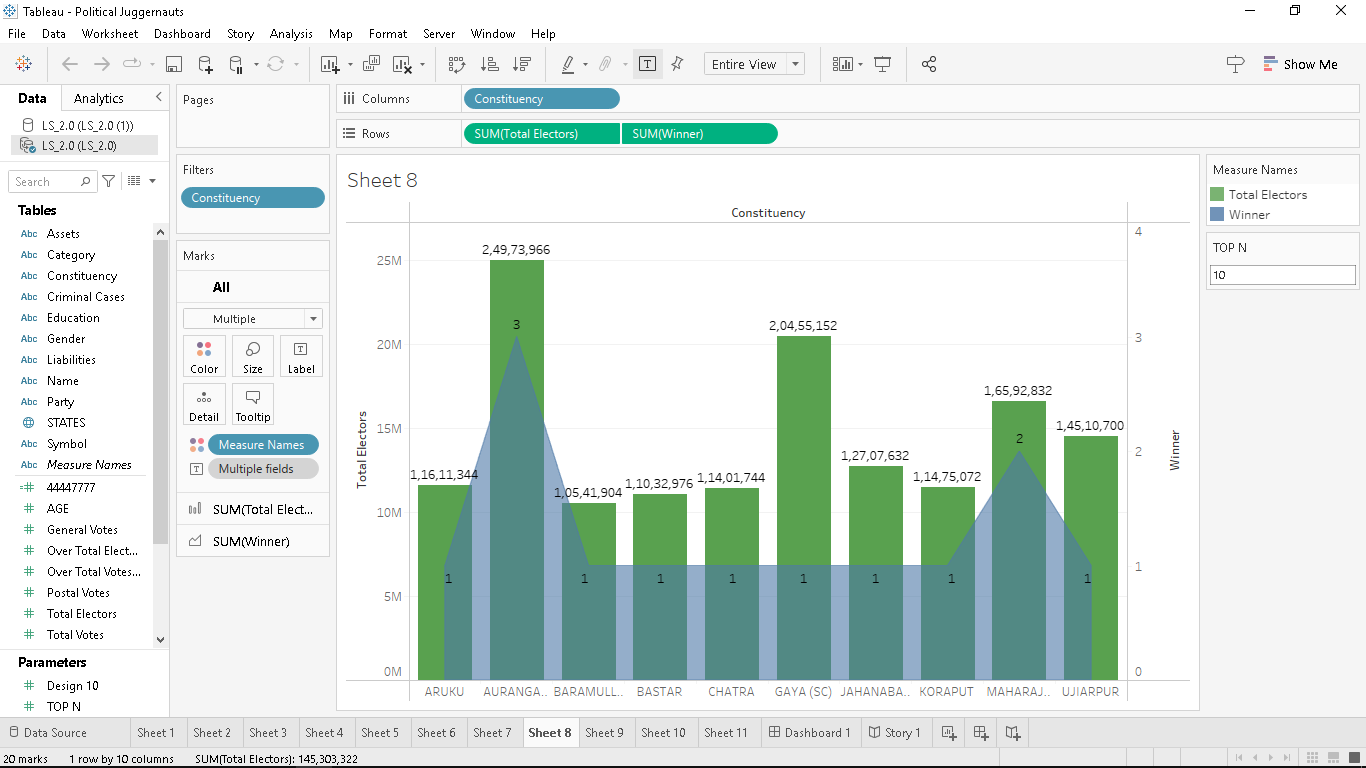 Tableau - Political Juggernauts
File Data Worksheet Dashboard Story Analysis Map Format Server Window Help
Entire View
Show Me
Data Analytics
LS_2.0 (LS_2.0 (1))
LS_2.0 (LS_2.0)
Search
Tables
Abc Assets
Abc Category
Abc Constituency
Abc Criminal Cases
Abc Education
Abc Gender
Abc Liabilities
Abc Name
Abc Party
STATES
Abc Symbol
Abc Measure Names
44447777
AGE
General Votes
Over Total Elect...
Over Total Votes...
Postal Votes
Total Electors
Total Votes
Parameters
Design 10
TOP N
Pages
Filters
Constituency
Marks
All
Multiple
Color Size Label
Detail Tooltip
Measure Names
Multiple fields
SUM(Total Elect...
SUM(Winner)
Columns Constituency
Rows SUM(Total Electors) SUM(Winner)
Sheet 8
Constituency
Total Electors
25M
20M
15M
10M
5M
0M
1,16,11,344
2,49,73,966
1,05,41,904
1,10,32,976
1,14,01,744
2,04,55,152
1,27,07,632
1,14,75,072
1,65,92,832
1,45,10,700
1 3 1 1 1 1 1 1 2 1
Winner
4
3
2
1
0
ARUKU AURANGA.. BARAMULL.. BASTAR CHATRA GAYA (SC) JAHANABA.. KORAPUT MAHARAJ.. UJIARPUR
Measure Names
Total Electors
Winner
TOP N
10
Data Source Sheet 1 Sheet 2 Sheet 3 Sheet 4 Sheet 5 Sheet 6 Sheet 7 Sheet 8 Sheet 9 Sheet 10 Sheet 11 Dashboard 1 Story 1
20 marks 1 row by 10 columns SUM(Total Electors): 145,303,322